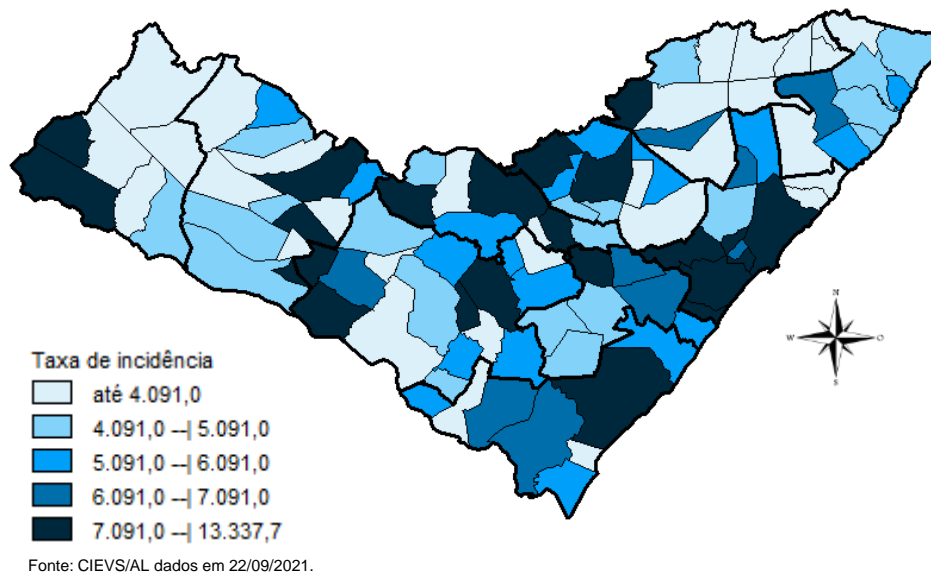 N
W
O
S
Taxa de incidência
até 4.091,0
4.091,0 --| 5.091,0
5.091,0 --| 6.091,0
6.091,0 --| 7.091,0
7.091,0 --| 13.337,7
Fonte: CIEVS/AL dados em 22/09/2021.